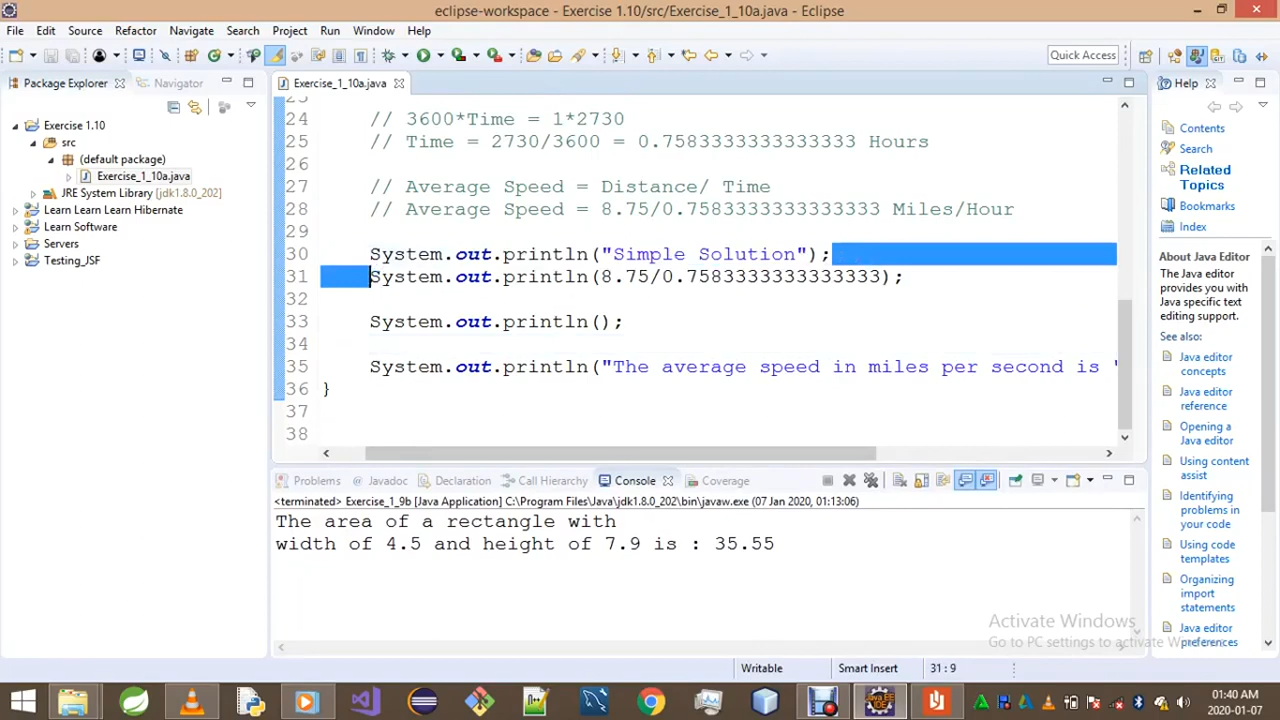 eclipse-workspace - Exercise 1.10/src/Exercise_1_10a.java - Eclipse
File Edit Source Refactor Navigate Search Project Run Window Help
Quick Access
Package Explorer Navigator
Exercise 1.10
src
(default package)
Exercise_1_10a.java
JRE System Library [jdk1.8.0_202]
Learn Learn Learn Hibernate
Learn Software
Servers
Testing_JSF
Exercise_1_10a.java
23
24 // 3600*Time = 1*2730
25 // Time = 2730/3600 = 0.7583333333333333 Hours
26
27 // Average Speed = Distance/ Time
28 // Average Speed = 8.75/0.7583333333333333 Miles/Hour
29
30 System.out.println("Simple Solution");
31 System.out.println(8.75/0.7583333333333333);
32
33 System.out.println();
34
35 System.out.println("The average speed in miles per second is "
36 }
37
38
Problems Javadoc Declaration Call Hierarchy Console Coverage
<terminated> Exercise_1_9b [Java Application] C:\Program Files\Java\jdk1.8.0_202\bin\javaw.exe (07 Jan 2020, 01:13:06)
The area of a rectangle with
width of 4.5 and height of 7.9 is : 35.55
Help
Contents
Search
Related
Topics
Bookmarks
Index
About Java Editor
The Java editor
provides
Java specific text
editing support.
See also:
Java editor
concepts
Java editor
reference
Opening a
Java editor
Using content
assist
Identifying
problems in
your code
Using code
templates
Organizing
import
statements
Java editor
preferences
Activate Windows
Go to PC settings to activate Windows.
Writable Smart Insert 31 : 9
01:40 AM
2020-01-07